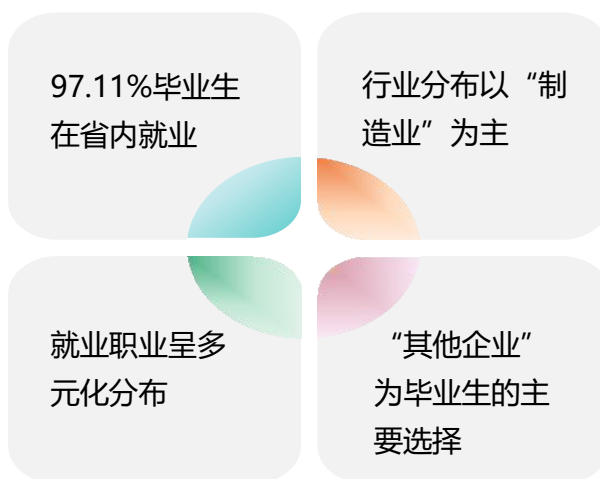 97.11%毕业生
在省内就业
行业分布以“制
造业”为主
就业职业呈多
元化分布
“其他企业”
为毕业生的主
要选择